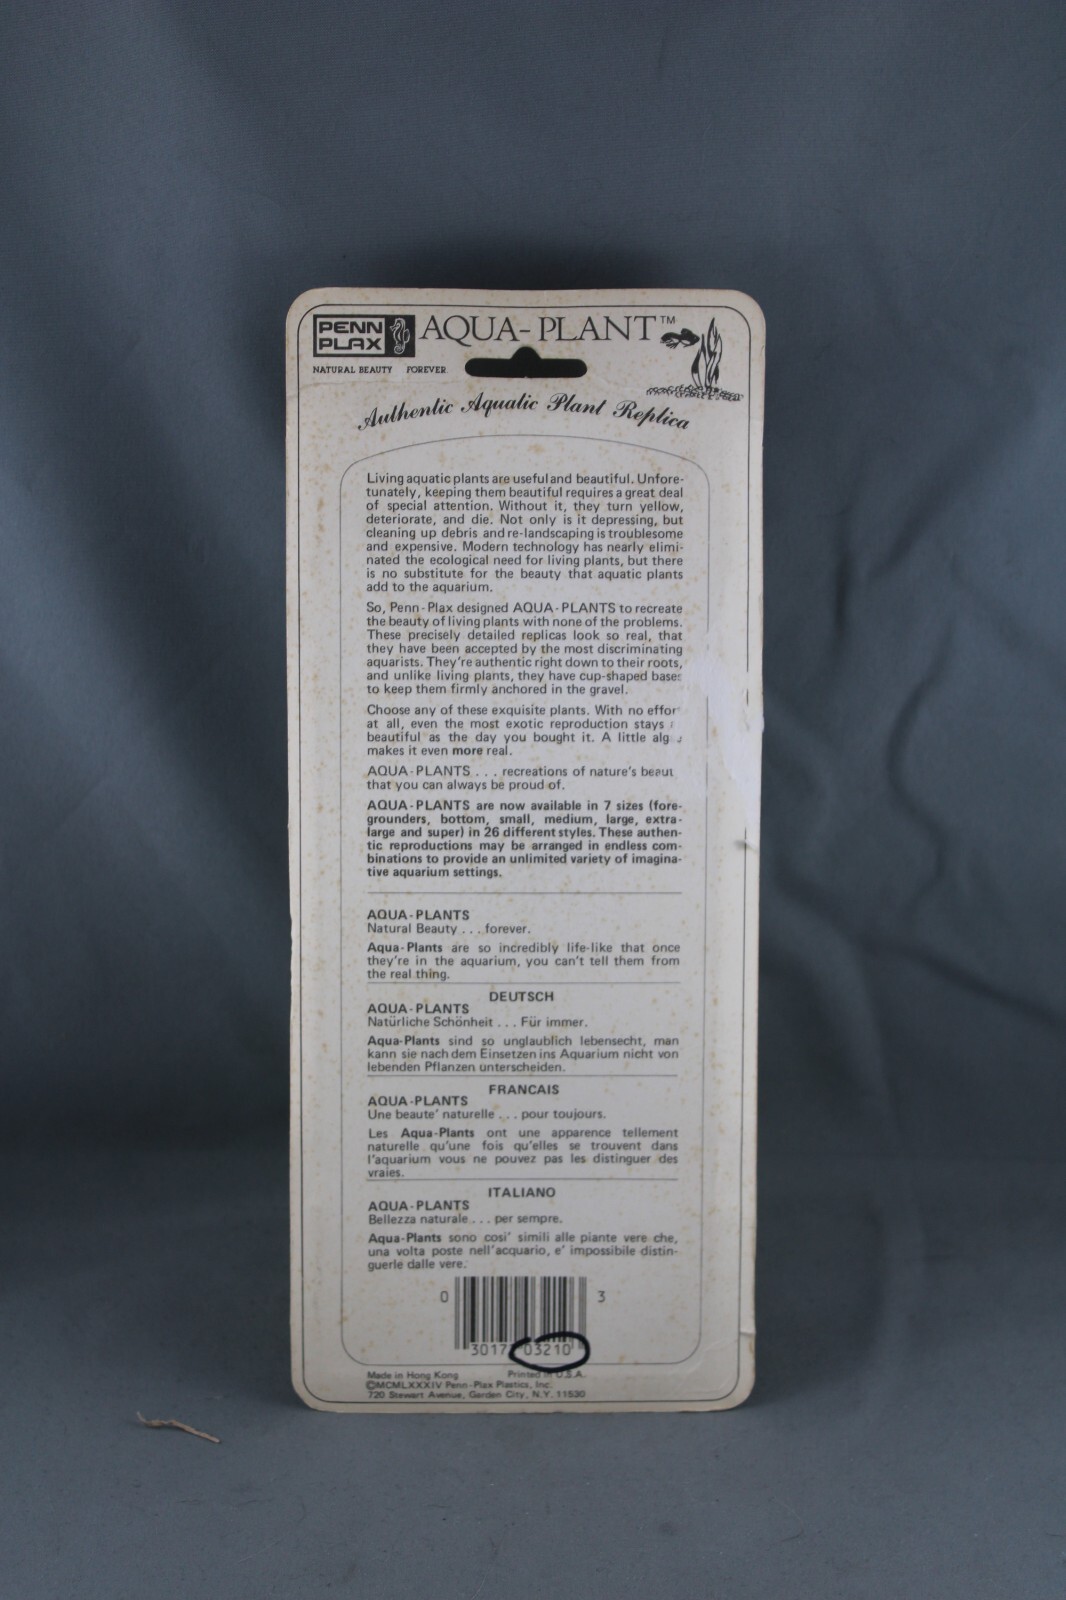 PENN
PLAX
AQUA-PLANT™
NATURAL BEAUTY FOREVER
Authentic Aquatic Plant Replica
Living aquatic plants are useful and beautiful. Unfore-
tunately, keeping them beautiful requires a great deal
of special attention. Without it, they turn yellow,
deteriorate, and die. Not only is it depressing, but
cleaning up debris and re-landscaping is troublesome
and expensive. Modern technology has nearly elimi-
nated the ecological need for living plants, but there
is no substitute for the beauty that aquatic plants
add to the aquarium.
So, Penn-Plax designed AQUA-PLANTS to recreate
the beauty of living plants with none of the problems.
These precisely detailed replicas look so real, that
they have been accepted by the most discriminating
aquarists. They're authentic right down to their roots,
and unlike living plants, they have cup-shaped base
to keep them firmly anchored in the gravel.
Choose any of these exquisite plants. With no effor
at all, even the most exotic reproduction stays
beautiful as the day you bought it. A little alg
makes it even more real.
AQUA-PLANTS . . . recreations of nature's beaut
that you can always be proud of.
AQUA-PLANTS are now available in 7 sizes (fore-
grounders, bottom, small, medium, large, extra-
large and super) in 26 different styles. These authen-
tic reproductions may be arranged in endless com-
binations to provide an unlimited variety of imagina-
tive aquarium settings.
AQUA-PLANTS
Natural Beauty . . . forever.
Aqua-Plants are so incredibly life-like that once
they're in the aquarium, you can't tell them from
the real thing.
DEUTSCH
AQUA-PLANTS
Natürliche Schönheit . . . Für immer.
Aqua-Plants sind so unglaublich lebensecht, man
kann sie nach dem Einsetzen ins Aquarium nicht von
lebenden Pflanzen unterscheiden.
FRANCAIS
AQUA-PLANTS
Une beaute' naturelle . . . pour toujours.
Les Aqua-Plants ont une apparence tellement
naturelle qu'une fois qu'elles se trouvent dans
l'aquarium vous ne pouvez pas les distinguer des
vraies.
ITALIANO
AQUA-PLANTS
Bellezza naturale . . . per sempre.
Aqua-Plants sono cosi' simili alle piante vere che,
una volta poste nell'acquario, e' impossibile distin-
guerle dalle vere.
0 3
3017 03210
Made in Hong Kong Printed in U.S.A.
©MCMLXXXIV Penn-Plax Plastics, Inc.
720 Stewart Avenue, Garden City, N.Y. 11530